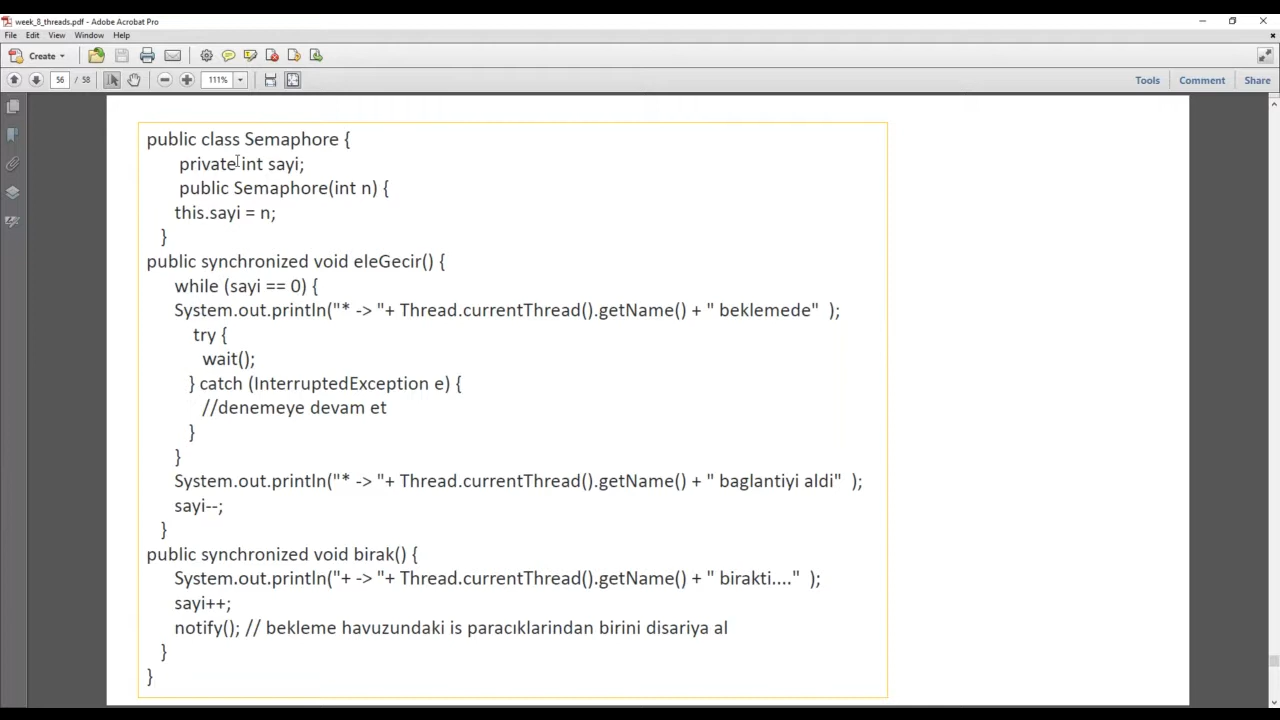 week_8_threads.pdf - Adobe Acrobat Pro
File Edit View Window Help
Create
56 / 58 111% Tools Comment Share
public class Semaphore {
private int sayi;
public Semaphore(int n) {
this.sayi = n;
}
public synchronized void eleGecir() {
while (sayi == 0) {
System.out.println("* -> "+ Thread.currentThread().getName() + " beklemede" );
try {
wait();
} catch (InterruptedException e) {
//denemeye devam et
}
}
System.out.println("* -> "+ Thread.currentThread().getName() + " baglantiyi aldi" );
sayi--;
}
public synchronized void birak() {
System.out.println("+ -> "+ Thread.currentThread().getName() + " birakti...." );
sayi++;
notify(); // bekleme havuzundaki is paracıklarindan birini disariya al
}
}